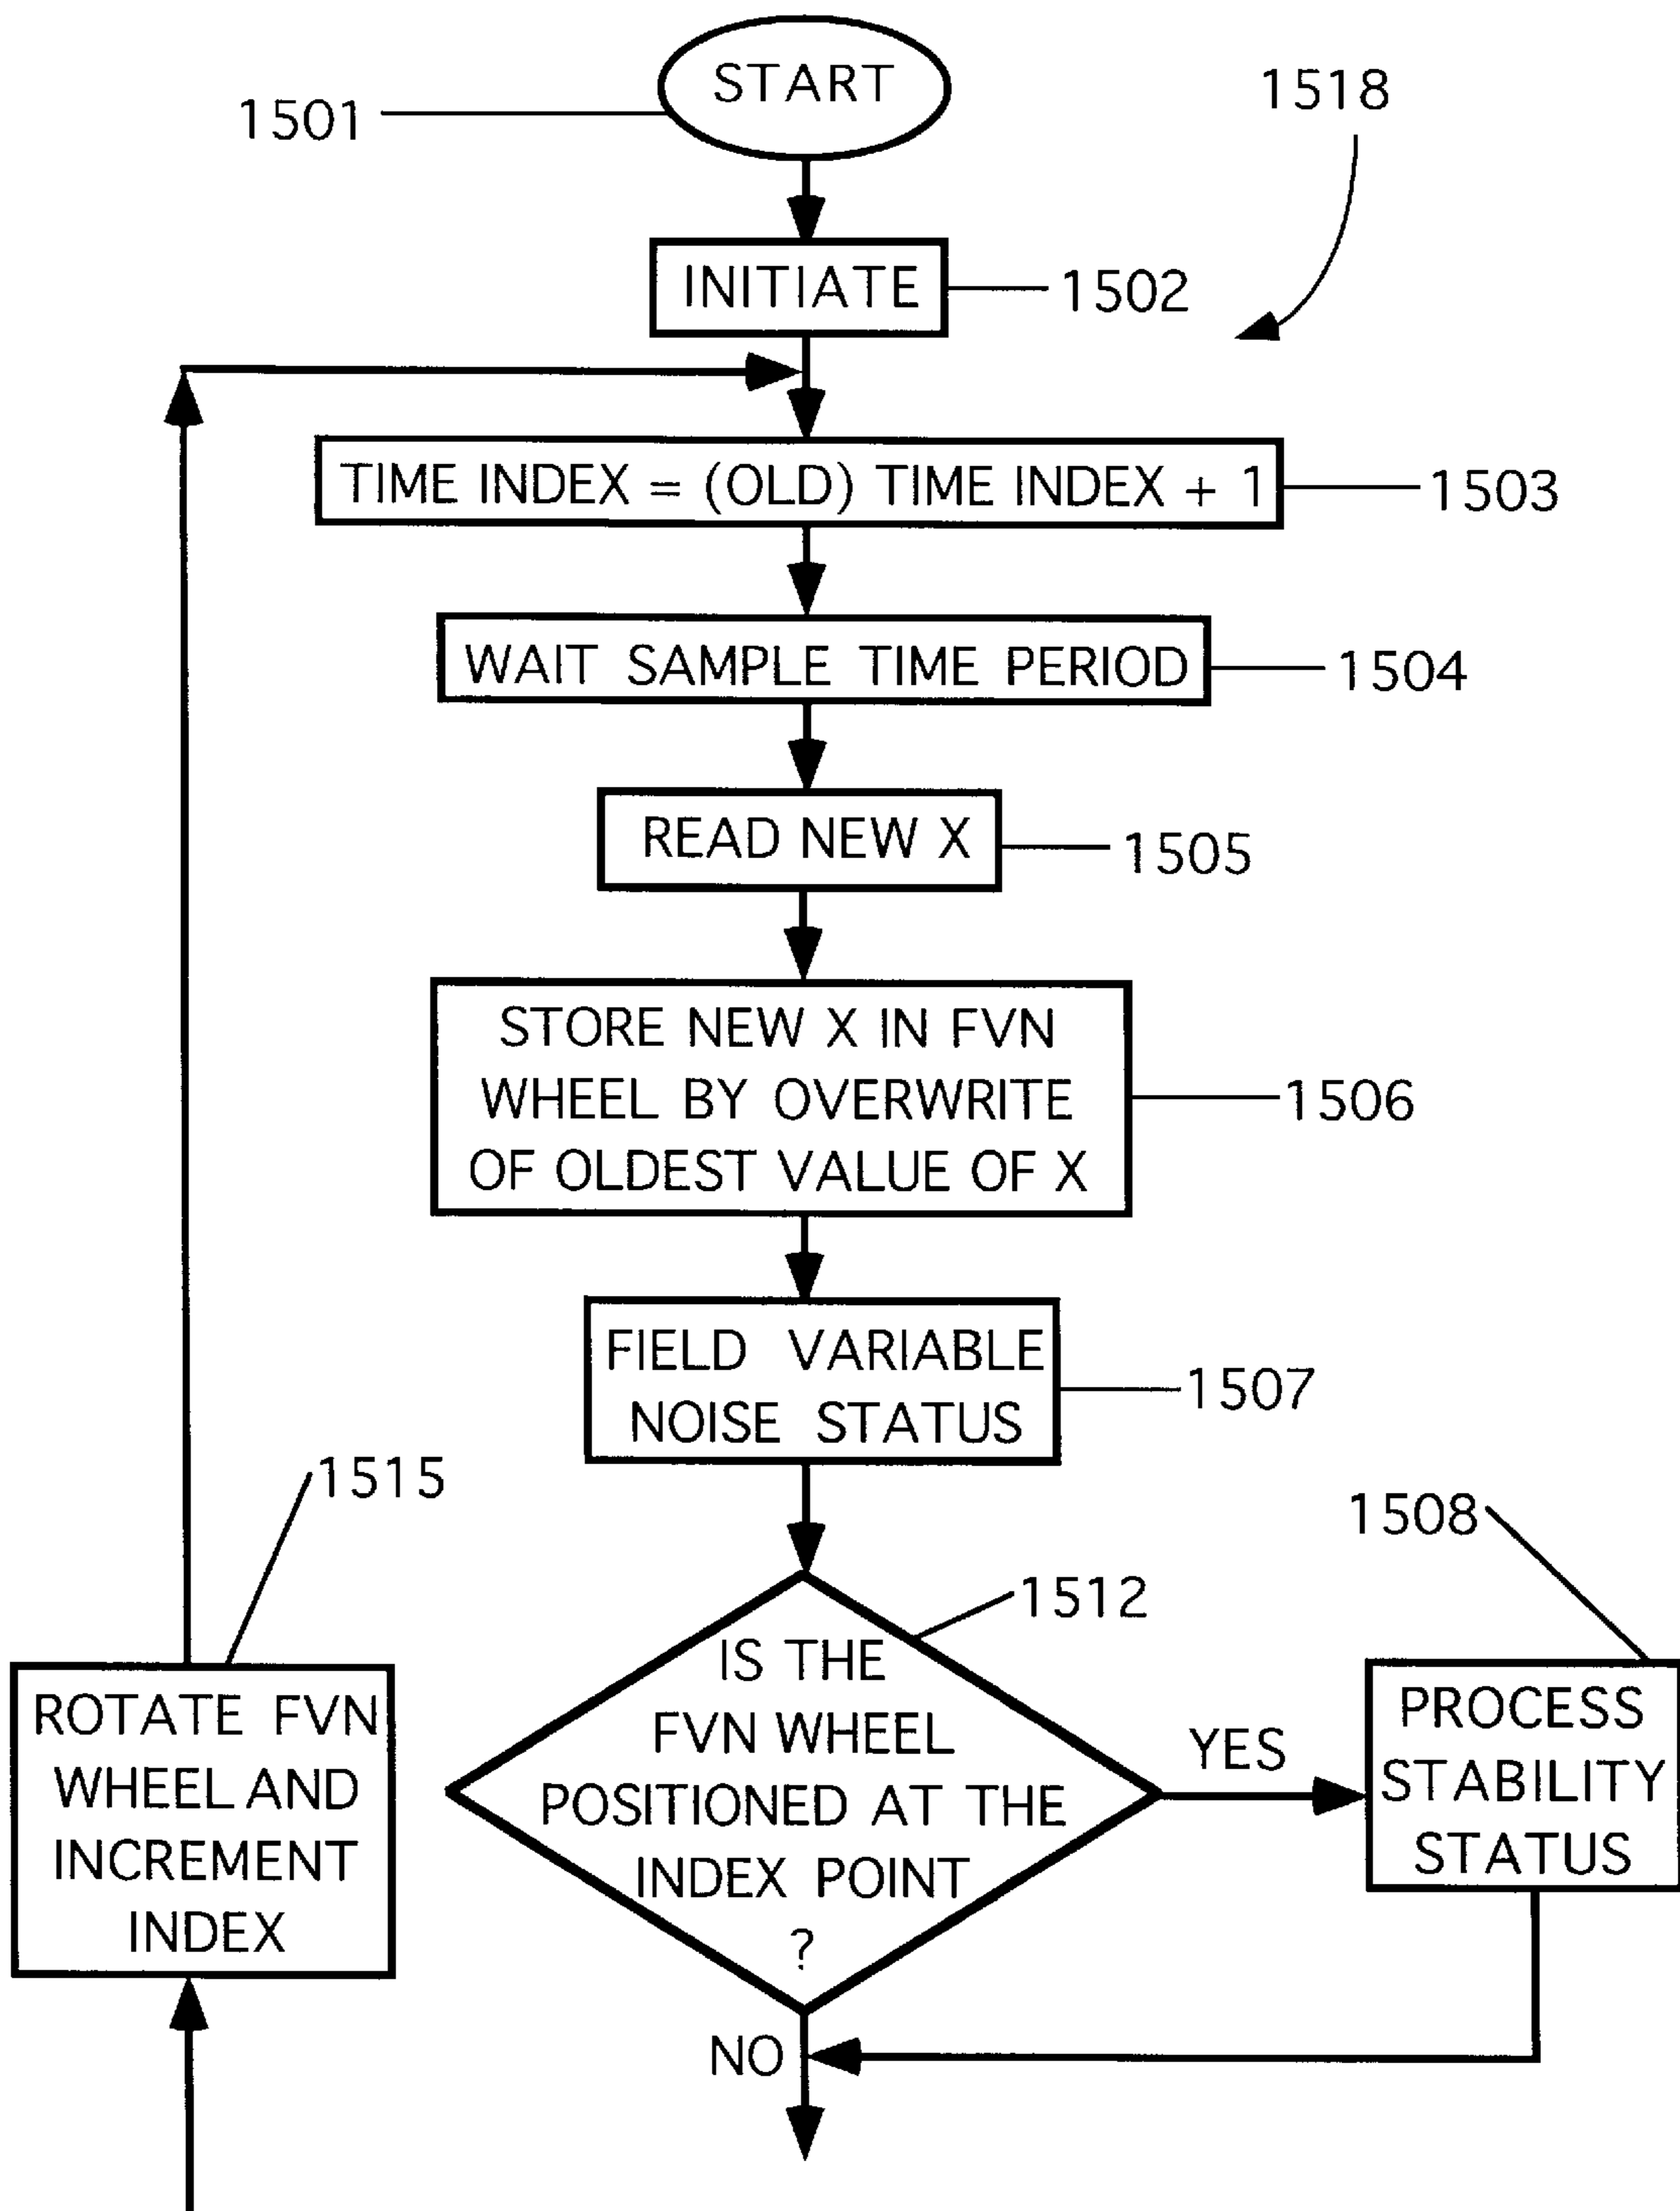 START
1501
1518
INITIATE
1502
TIME INDEX = (OLD) TIME INDEX + 1
1503
WAIT SAMPLE TIME PERIOD
1504
READ NEW X
1505
STORE NEW X IN FVN
WHEEL BY OVERWRITE
OF OLDEST VALUE OF X
1506
FIELD VARIABLE
NOISE STATUS
1507
1515
ROTATE FVN
WHEEL AND
INCREMENT
INDEX
1512
IS THE
FVN WHEEL
POSITIONED AT THE
INDEX POINT
?
YES
1508
PROCESS
STABILITY
STATUS
NO